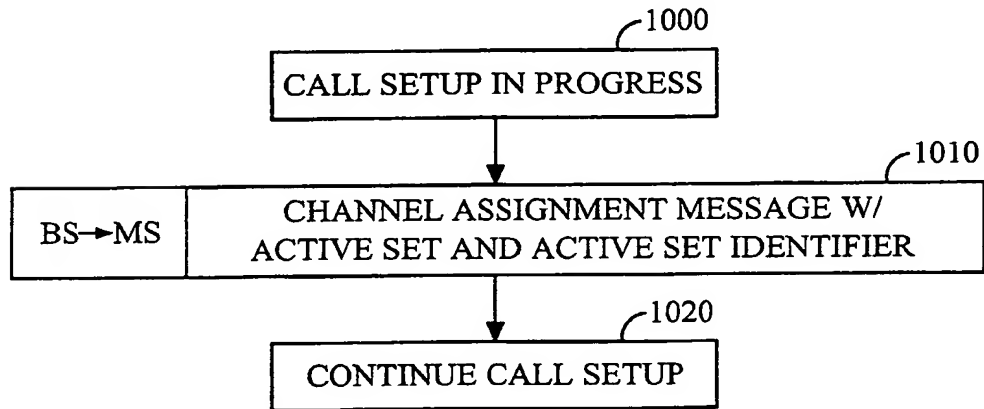 1000
CALL SETUP IN PROGRESS
1010
BS→MS
CHANNEL ASSIGNMENT MESSAGE W/
ACTIVE SET AND ACTIVE SET IDENTIFIER
1020
CONTINUE CALL SETUP